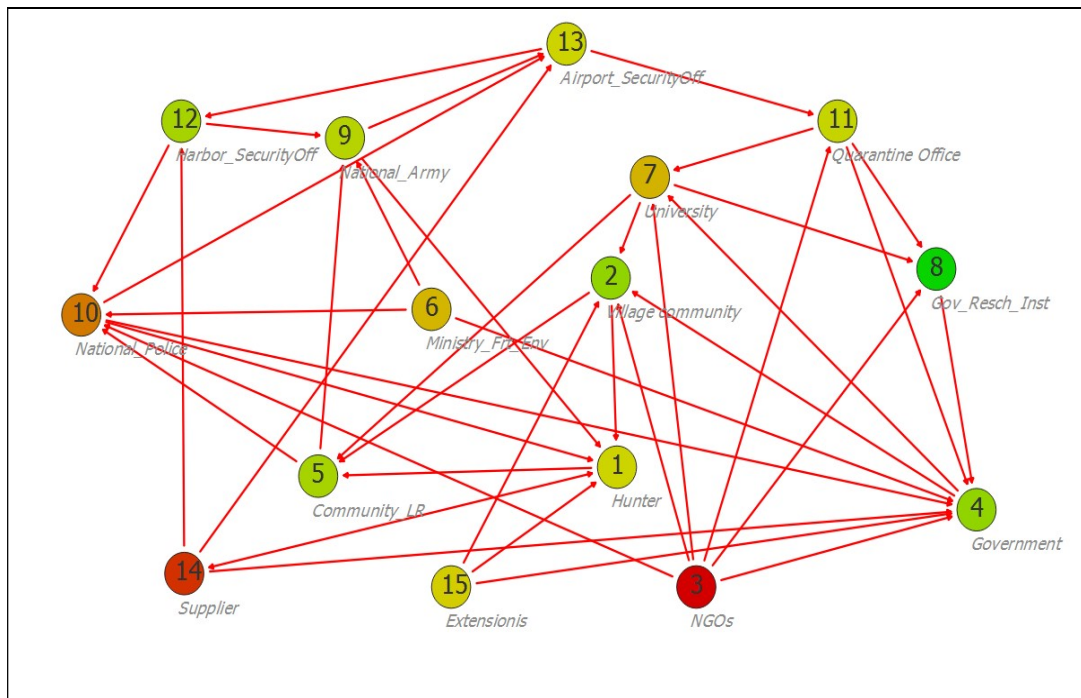 13
Airport_SecurityOff
12
Harbor_SecurityOff
9
National_Army
11
Quarantine Office
7
University
8
Gov_Resch_Inst
2
Village community
6
Ministry_Frt_Env
10
National_Police
5
Community_LR
1
Hunter
4
Government
14
Supplier
15
Extensionis
3
NGOs